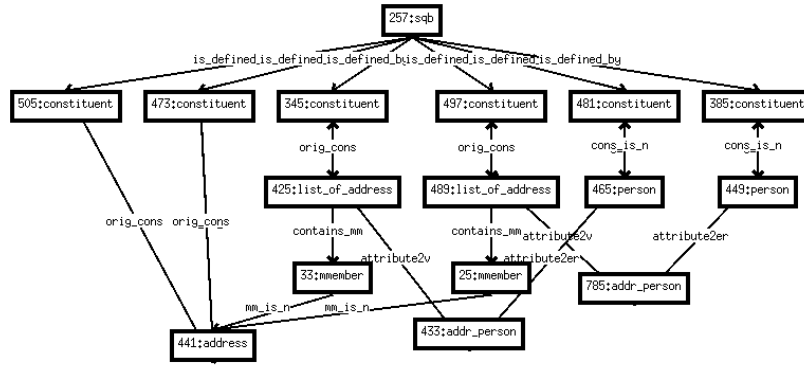 257:sqb
is_defined_is_defined_is_defined_by_is_defined_is_defined_is_defined_by
505:constituent 473:constituent 345:constituent 497:constituent 481:constituent 385:constituent
orig_cons orig_cons cons_is_n cons_is_n
425:list_of_address 489:list_of_address 465:person 449:person
orig_cons orig_cons
contains_mm contains_mm attribute2v attribute2er
attribute2v attribute2er
33:mmember 25:mmember 785:addr_person
mm_is_n mm_is_n
441:address 433:addr_person